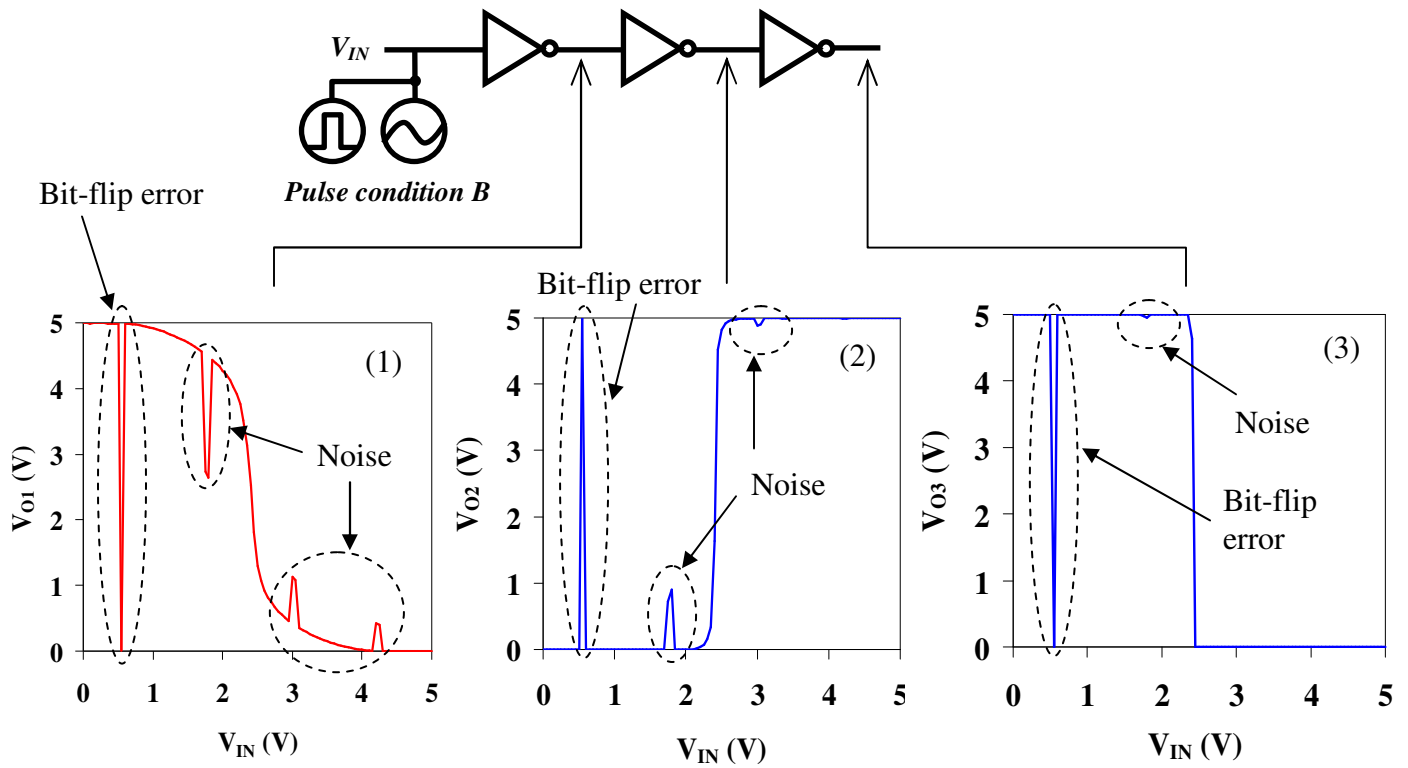 V_IN
Pulse condition B
Bit-flip error
(1)
Noise
V_O1 (V)
5
4
3
2
1
0
0 1 2 3 4 5
V_IN (V)
Bit-flip error
(2)
Noise
V_O2 (V)
5
4
3
2
1
0
0 1 2 3 4 5
V_IN (V)
(3)
Noise
Bit-flip
error
V_O3 (V)
5
4
3
2
1
0
0 1 2 3 4 5
V_IN (V)